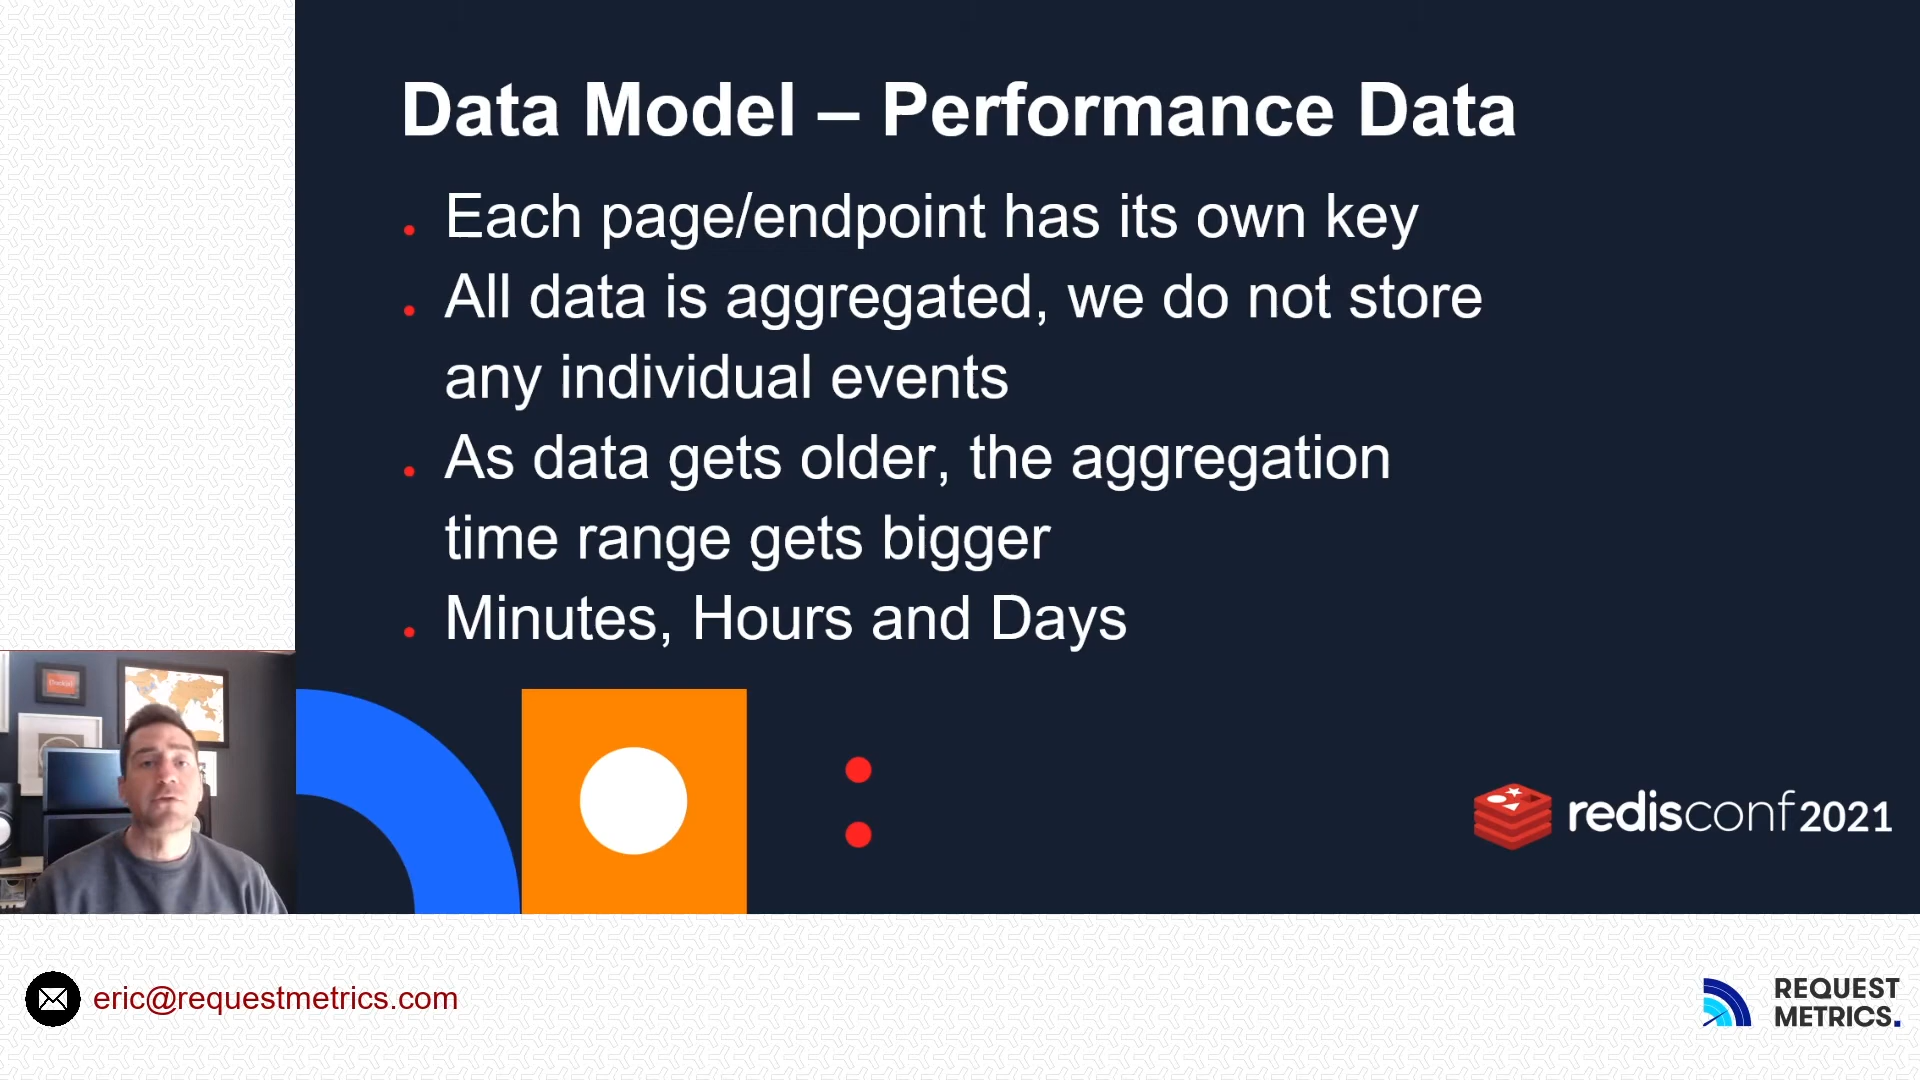 Data Model – Performance Data
Each page/endpoint has its own key
All data is aggregated, we do not store
any individual events
As data gets older, the aggregation
time range gets bigger
Minutes, Hours and Days
redisconf2021
eric@requestmetrics.com
REQUEST
METRICS.